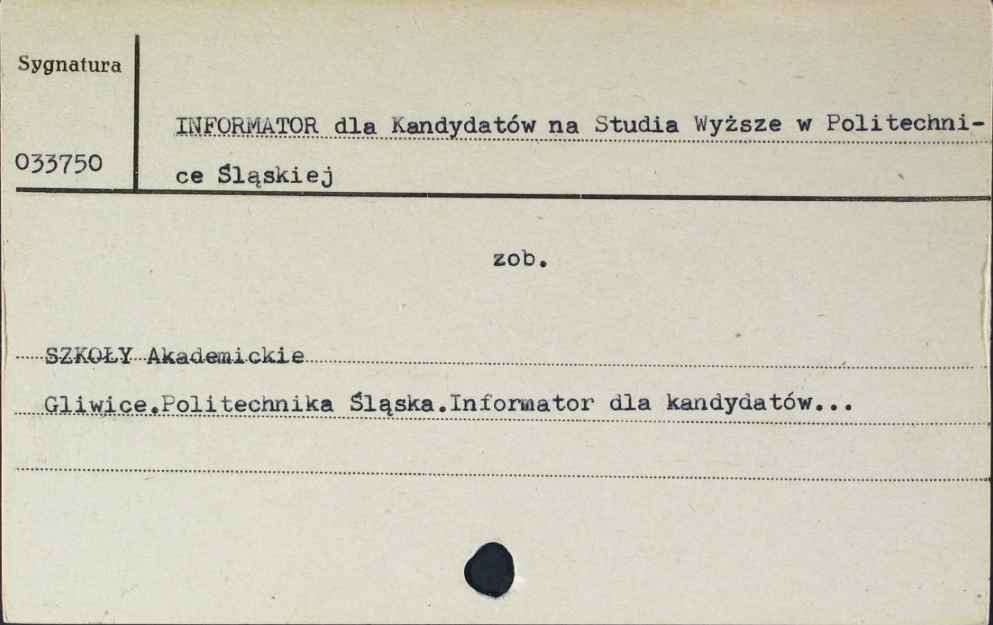 Sygnatura
INFORMATOR dla Kandydatów na Studia Wyższe w Politechni-
033750
ce Śląskiej
zob.
SZKOŁY Akademickie
Gliwice.Politechnika Śląska.Informator dla kandydatów...